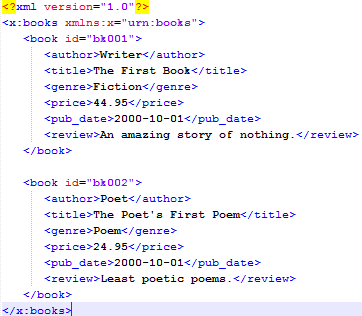 <?xml version="1.0"?>
<x:books xmlns:x="urn:books">
<book id="bk001">
<author>Writer</author>
<title>The First Book</title>
<genre>Fiction</genre>
<price>44.95</price>
<pub_date>2000-10-01</pub_date>
<review>An amazing story of nothing.</review>
</book>
<book id="bk002">
<author>Poet</author>
<title>The Poet's First Poem</title>
<genre>Poem</genre>
<price>24.95</price>
<pub_date>2000-10-01</pub_date>
<review>Least poetic poems.</review>
</book>
</x:books>